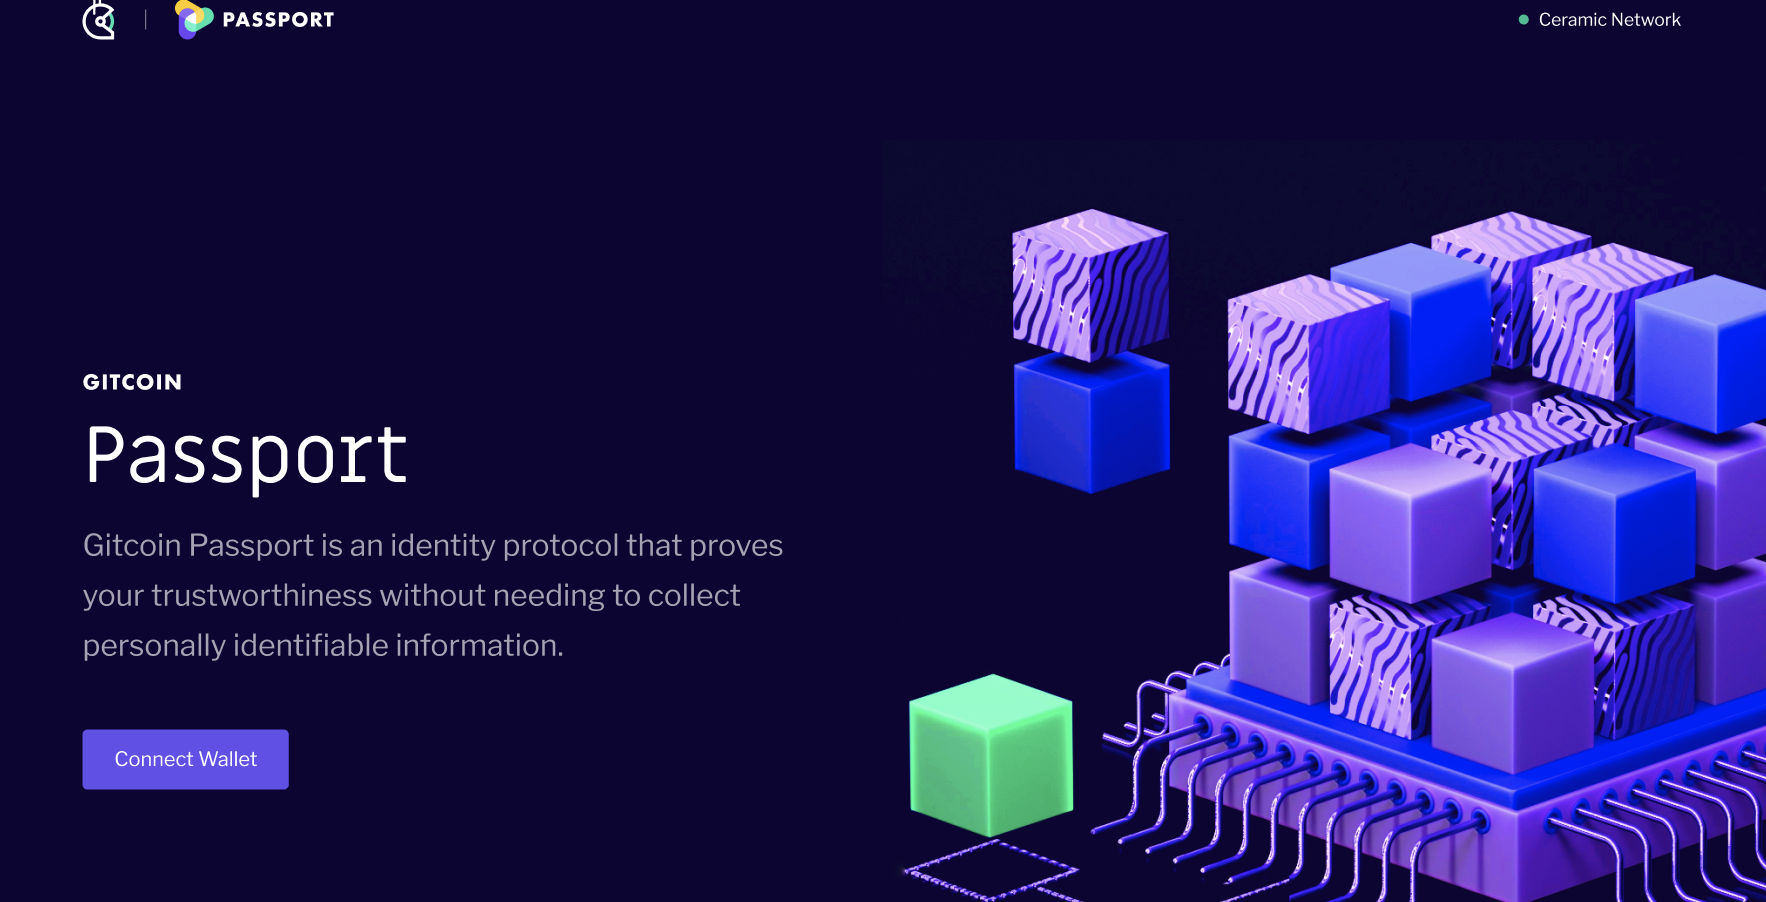 PASSPORT
Ceramic Network
GITCOIN
Passport
Gitcoin Passport is an identity protocol that proves
your trustworthiness without needing to collect
personally identifiable information.
Connect Wallet